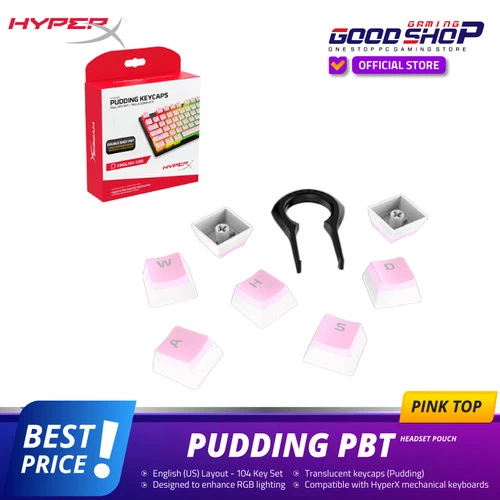 HYPERX
GAMING
GOOD SHOP
ONE STOP PC GAMING STORE
OFFICIAL STORE
PUDDING KEYCAPS
DOUBLE SHOT PBT
ENGLISH (US)
HYPERX
HYPERX
W
H
D
A
S
PINK TOP
BEST
PRICE!
PUDDING PBT
HEADSET POUCH
English (US) Layout - 104 Key Set
Designed to enhance RGB lighting
Translucent keycaps (Pudding)
Compatible with HyperX mechanical keyboards